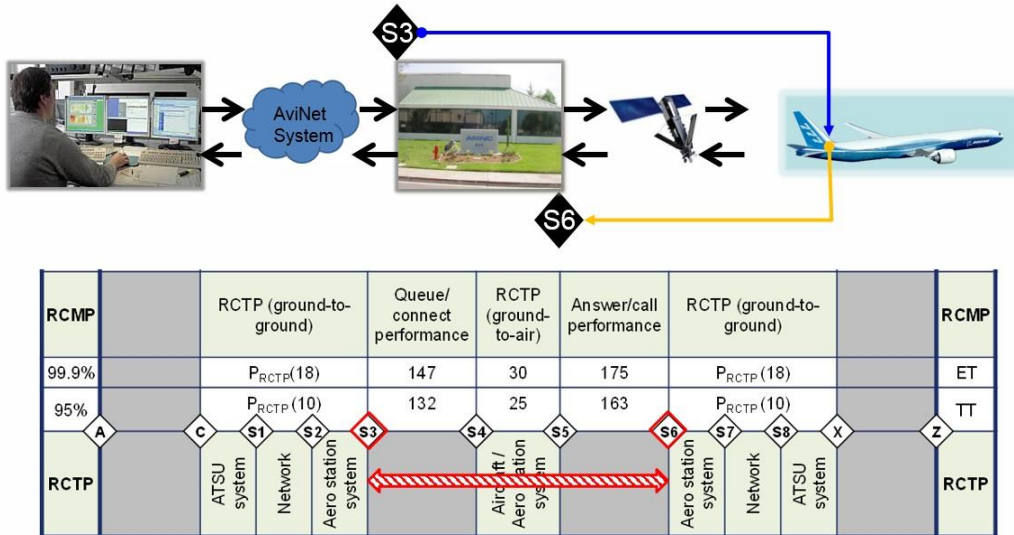 S3
AviNet
System
ARINC
777
BOEING
S6
RCMP
RCTP (ground-to-
ground)
Queue/
connect
performance
RCTP
(ground-
to-air)
Answer/call
performance
RCTP (ground-to-
ground)
RCMP
99.9%
PRCTP(18)
147
30
175
PRCTP(18)
ET
95%
PRCTP(10)
132
25
163
PRCTP(10)
TT
A
C
S1
S2
S3
S4
S5
S6
S7
S8
X
Z
RCTP
ATSU
system
Network
Aero station
system
Aircraft /
Aero station
system
Aero station
system
Network
ATSU
system
RCTP